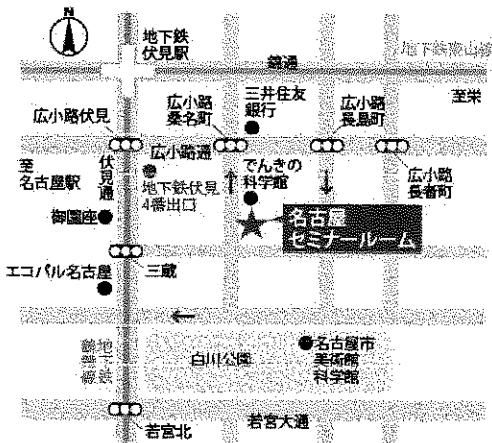 N
地下鉄
伏見駅
錦通
地下鉄東山線
至栄
広小路伏見
広小路
桑名町
三井住友
銀行
広小路
長島町
至
名古屋駅
伏見通
広小路通
地下鉄伏見
4番出口
でんきの
科学館
広小路
長者町
御園座
名古屋
セミナールーム
三蔵
エコパル名古屋
地下鉄
鶴舞線
白川公園
名古屋市
美術館
科学館
若宮北
若宮大通